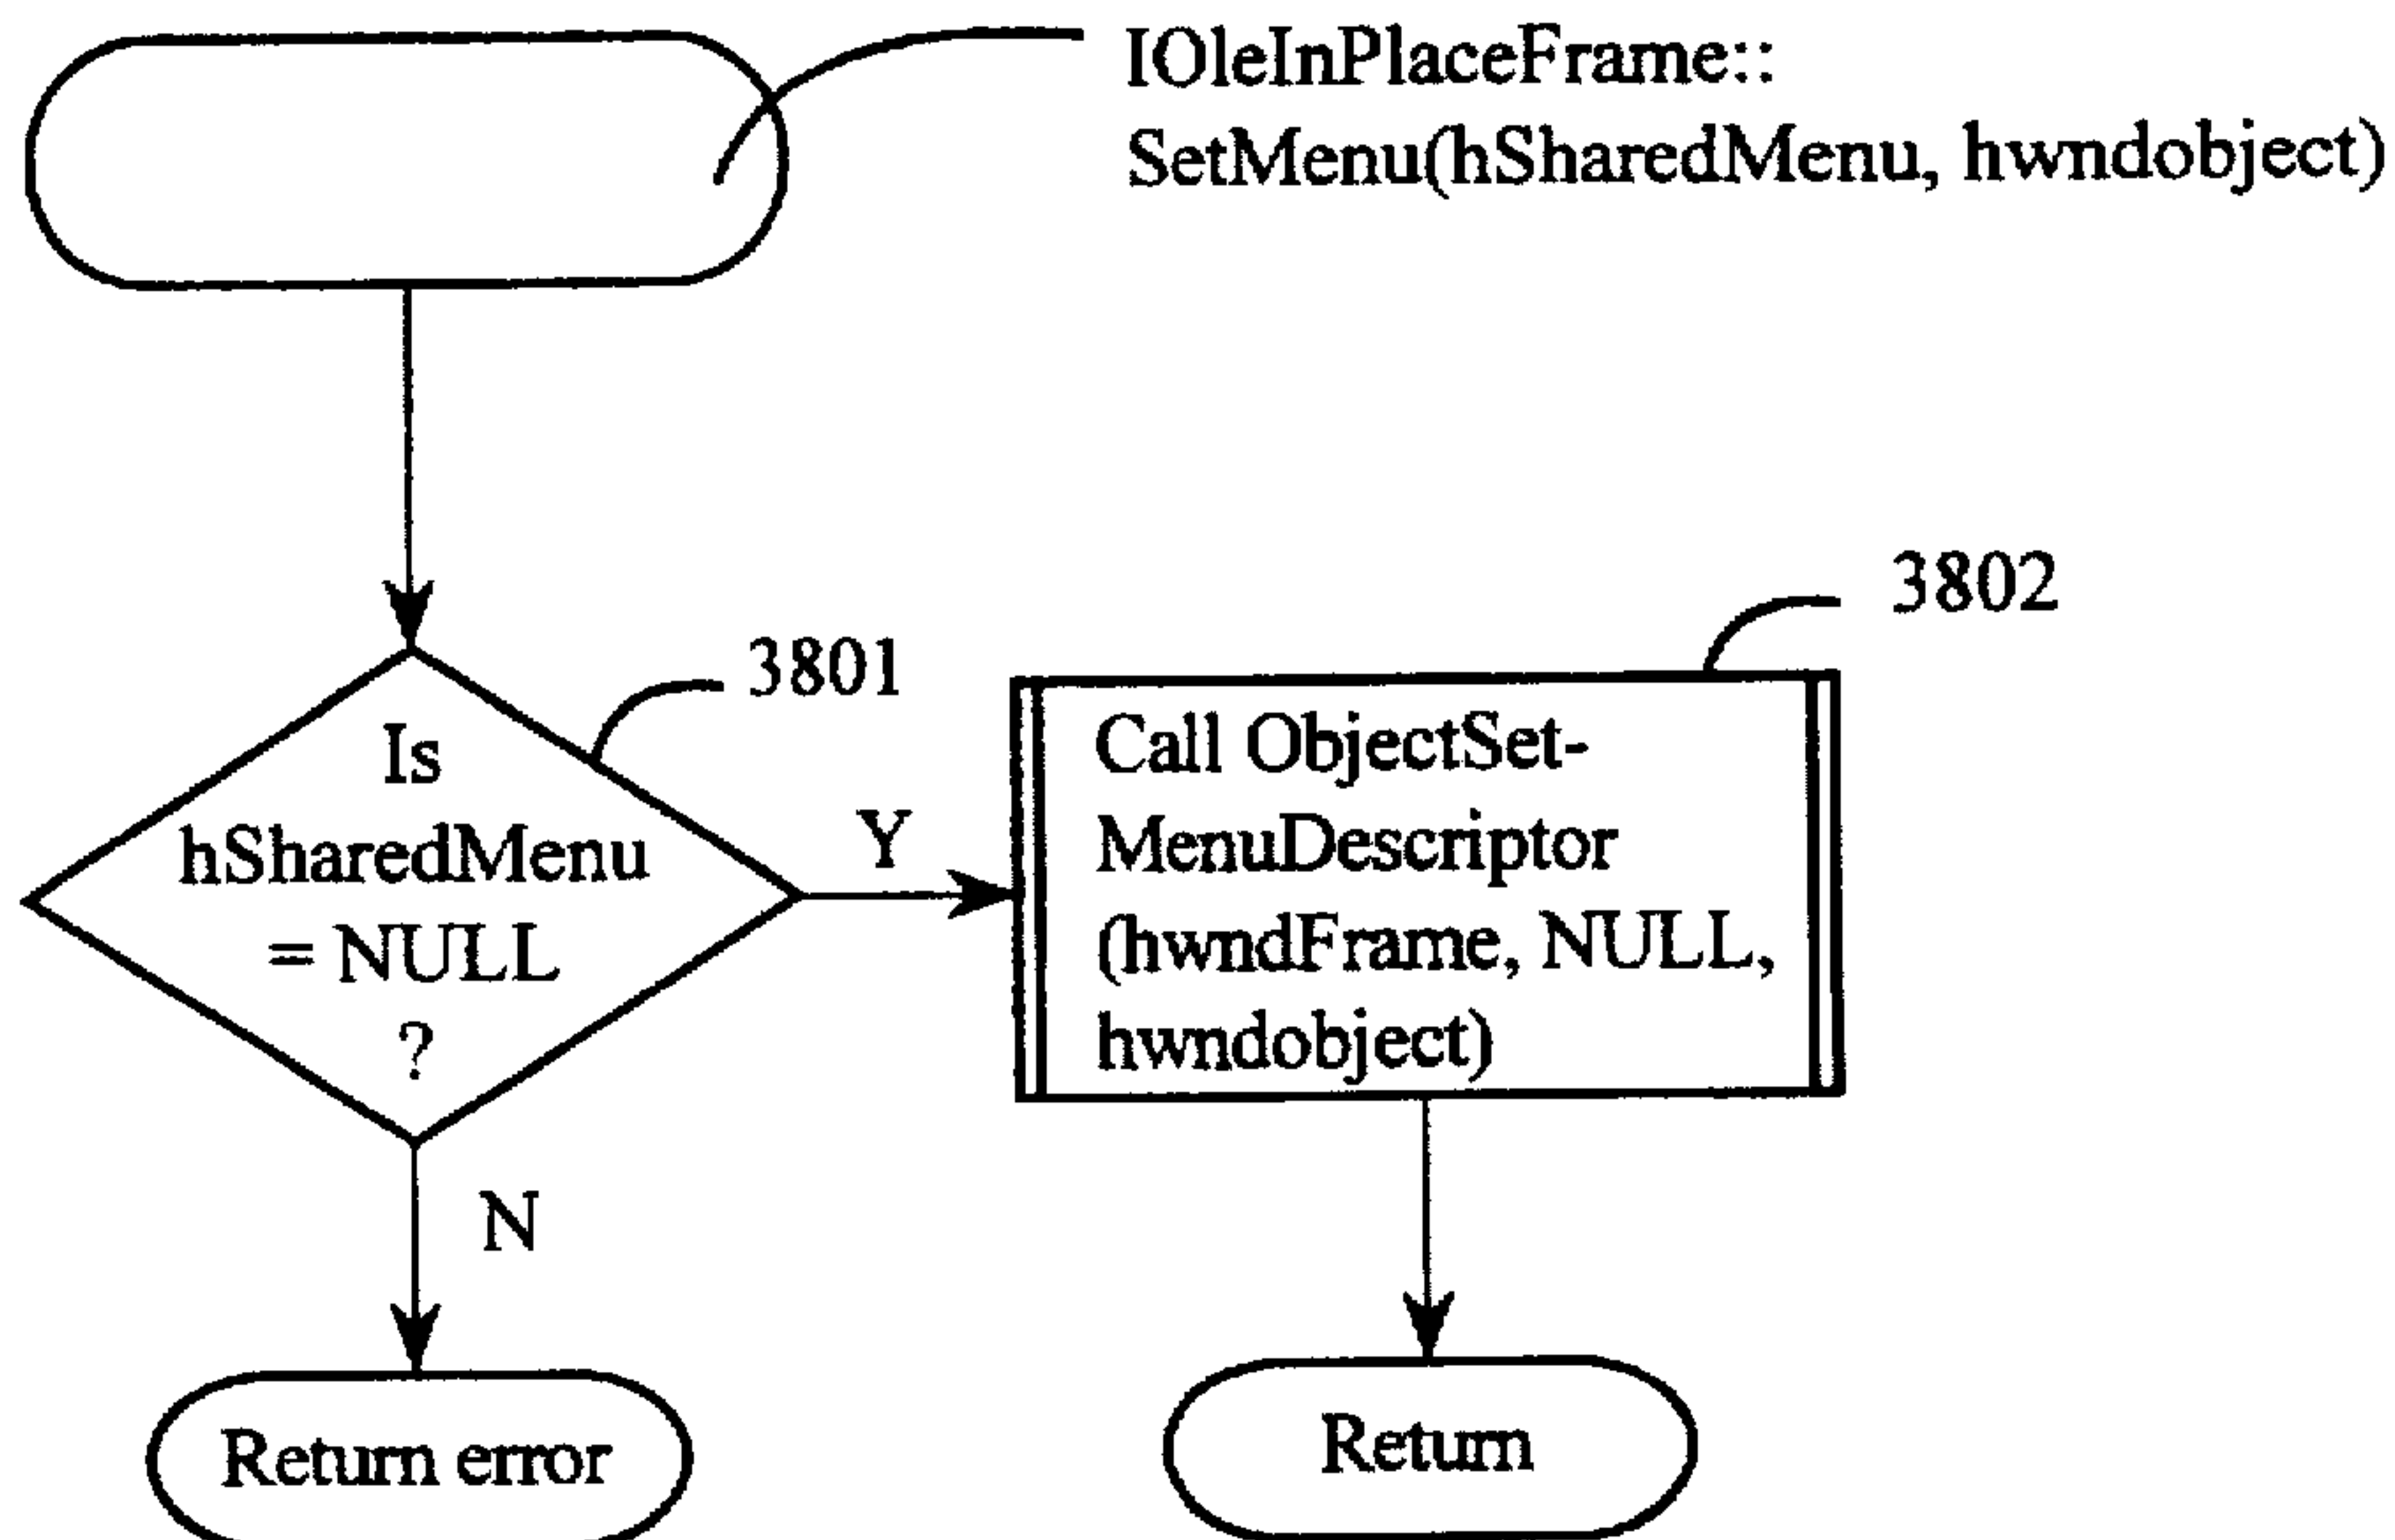 IOleInPlaceFrame::
SetMenu(hSharedMenu, hwndobject)
3801
Is
hSharedMenu
= NULL
?
Y
N
3802
Call ObjectSet-
MenuDescriptor
(hwndFrame, NULL,
hwndobject)
Return error
Return